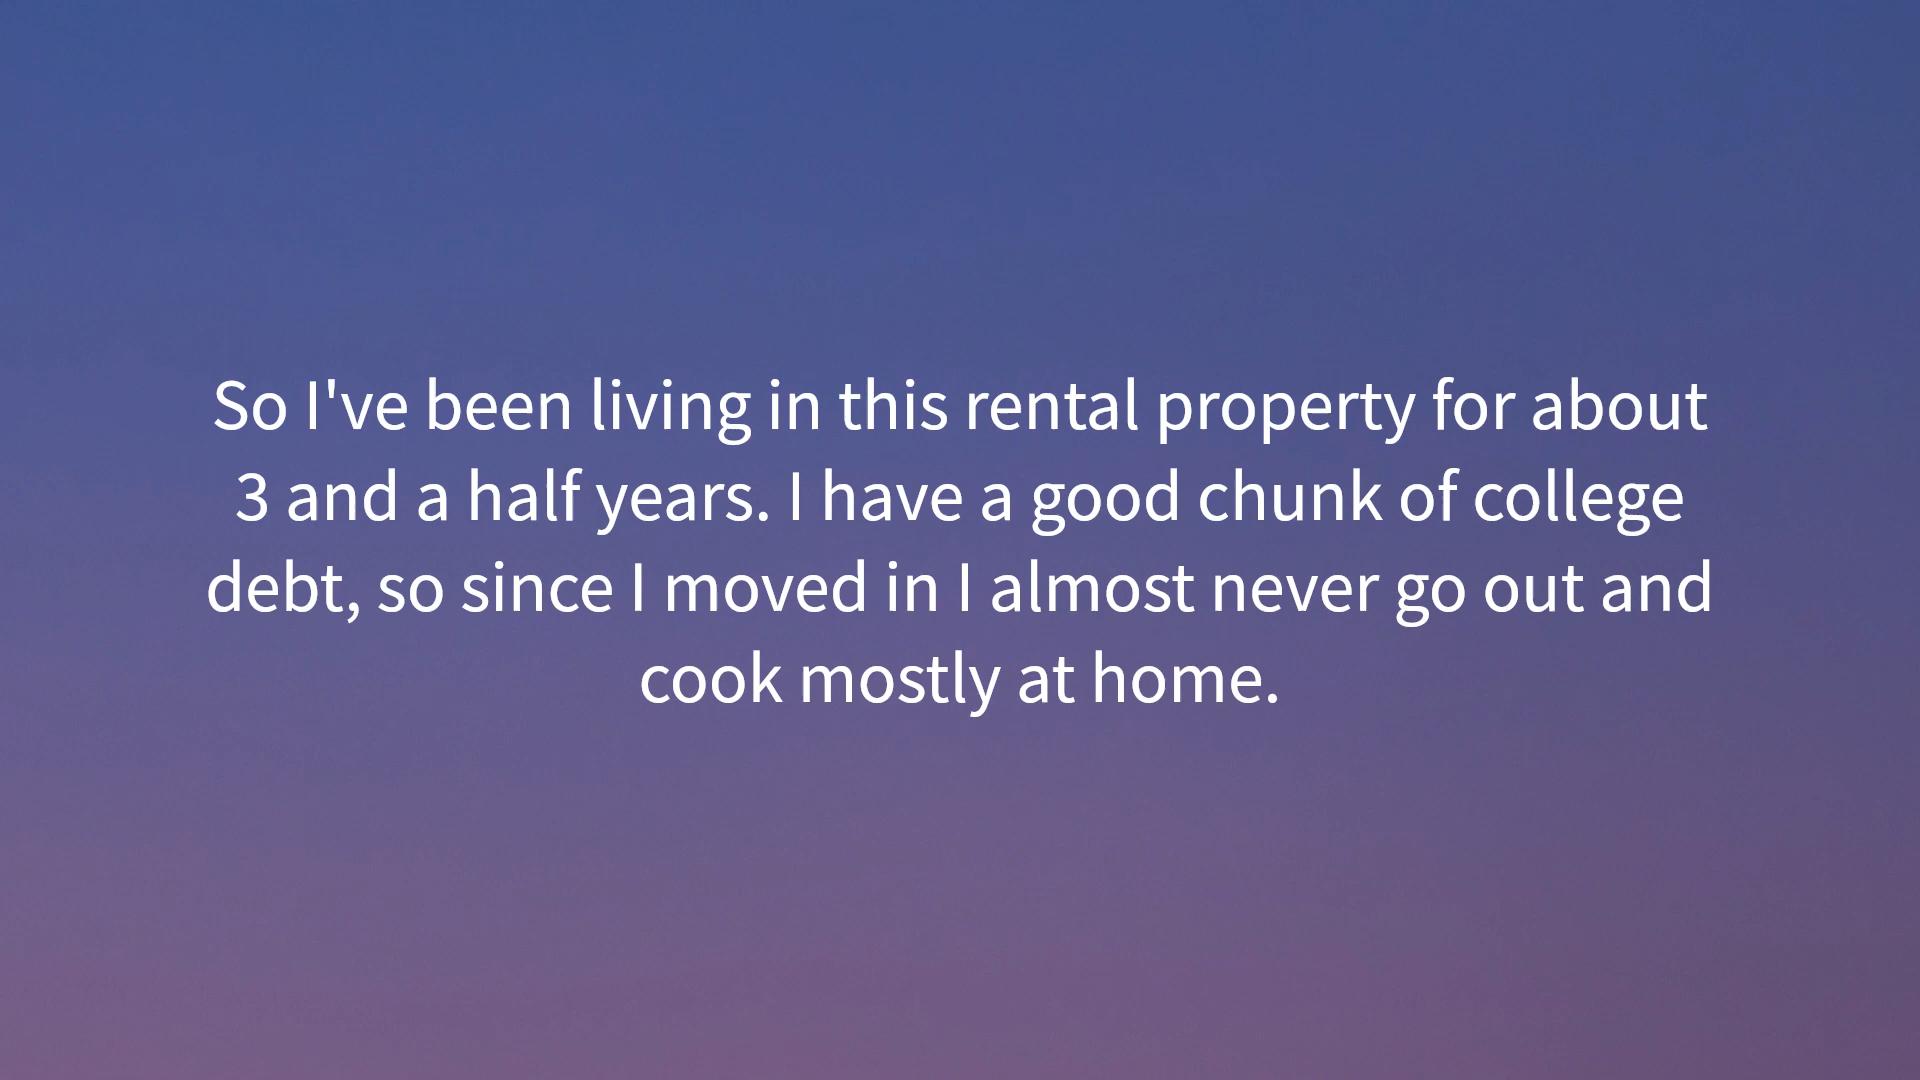 So I've been living in this rental property for about
3 and a half years. I have a good chunk of college
debt, so since I moved in I almost never go out and
cook mostly at home.